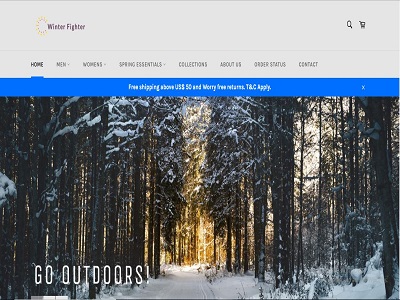 Winter Fighter
HOME MEN WOMENS SPRING ESSENTIALS COLLECTIONS ABOUT US ORDER STATUS CONTACT
Free shipping above US$ 50 and Worry free returns. T&C Apply. X
GO OUTDOORS!